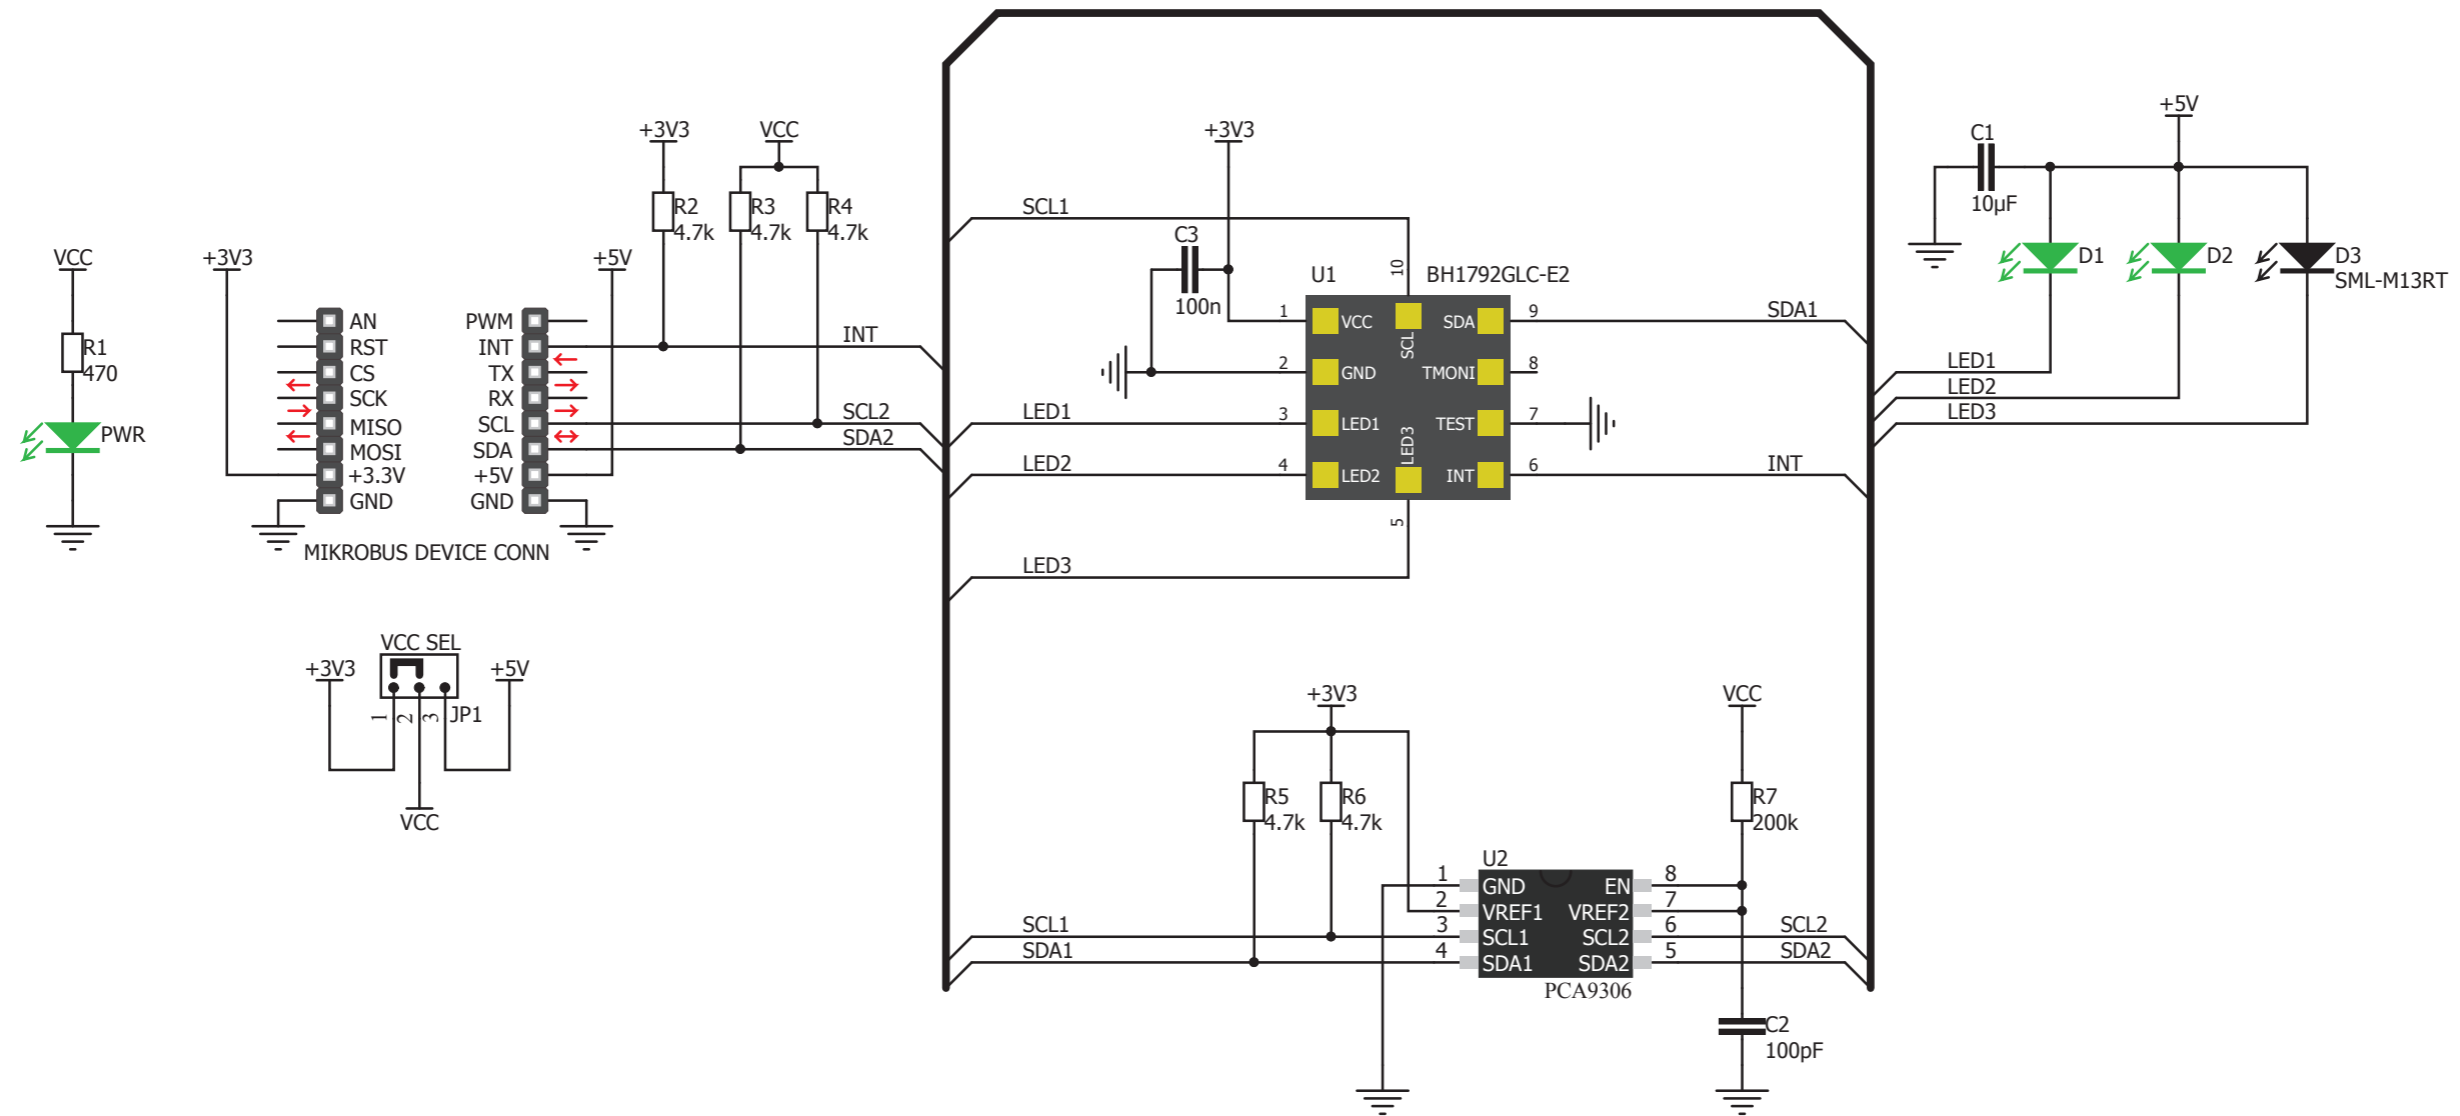 VCC
R1
470
PWR
+3V3
AN
RST
CS
SCK
MISO
MOSI
+3.3V
GND
PWM
INT
TX
RX
SCL
SDA
+5V
GND
+5V
MIKROBUS DEVICE CONN
VCC SEL
+3V3
+5V
1
2
3
JP1
VCC
+3V3
VCC
R2
4.7k
R3
4.7k
R4
4.7k
INT
SCL2
SDA2
+3V3
SCL1
C3
100n
U1
BH1792GLC-E2
10
1
VCC
2
GND
3
LED1
4
LED2
SCL
LED3
SDA
9
TMONI
8
TEST
7
INT
6
5
LED1
LED2
LED3
SDA1
INT
+5V
C1
10µF
D1
D2
D3
SML-M13RT
LED1
LED2
LED3
+3V3
R5
4.7k
R6
4.7k
VCC
R7
200k
U2
1
GND
2
VREF1
3
SCL1
4
SDA1
EN
8
VREF2
7
SCL2
6
SDA2
5
PCA9306
SCL1
SDA1
SCL2
SDA2
C2
100pF